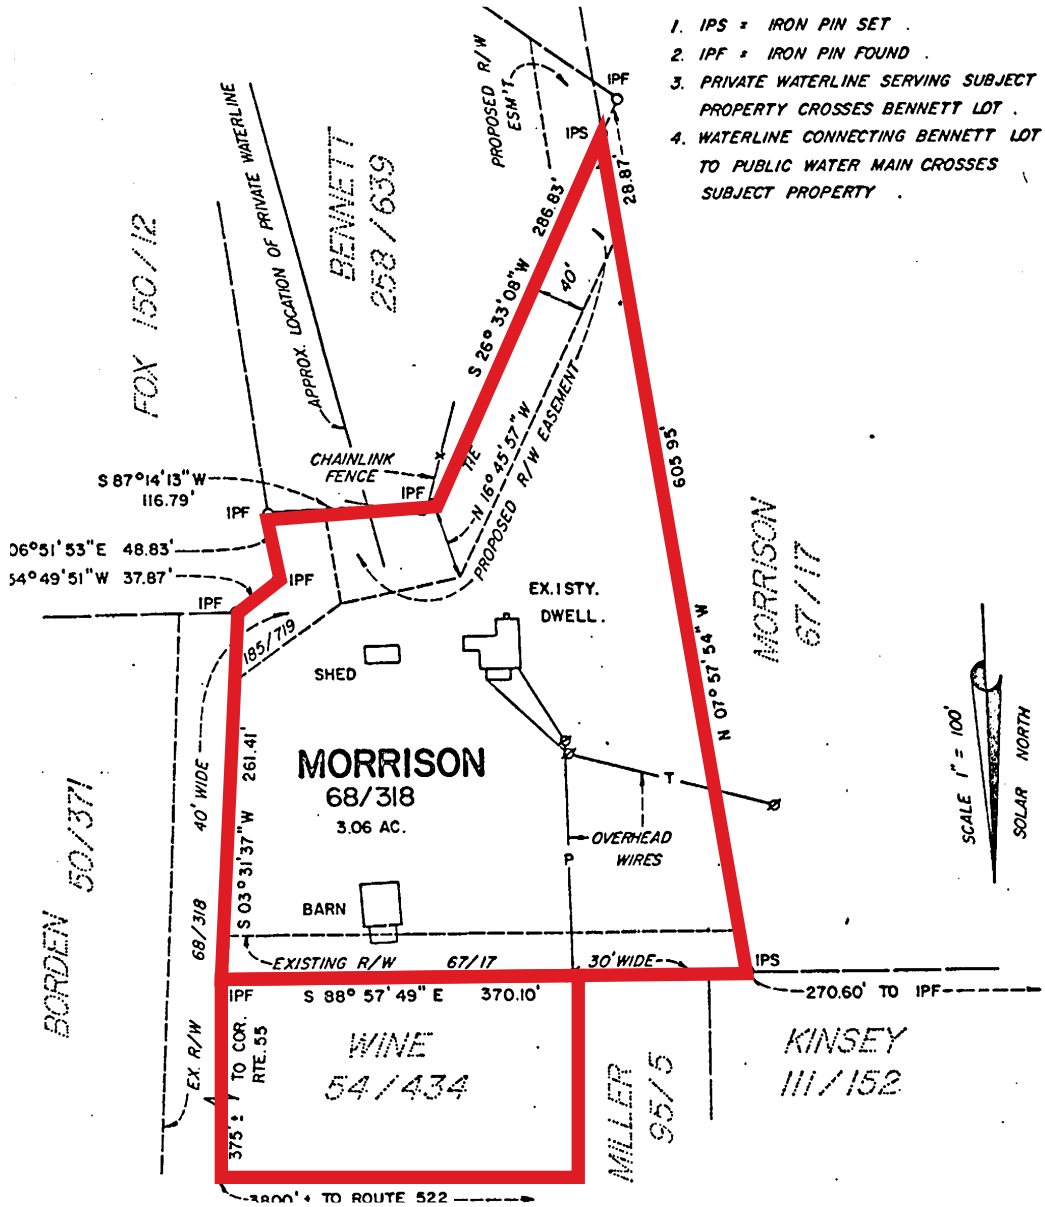 1. IPS = IRON PIN SET .
2. IPF = IRON PIN FOUND .
3. PRIVATE WATERLINE SERVING SUBJECT
PROPERTY CROSSES BENNETT LOT .
4. WATERLINE CONNECTING BENNETT LOT
TO PUBLIC WATER MAIN CROSSES
SUBJECT PROPERTY .
IPF
IPS
PROPOSED R/W
ESM'T
28.87'
286.83'
S 26° 33'08" W
40'
BENNETT
258/639
APPROX. LOCATION OF PRIVATE WATERLINE
FOX 150/12
CHAINLINK
FENCE
TIE
N 16° 45'57" W
PROPOSED R/W EASEMENT
605.95'
N 07° 57'54" W
MORRISON
67/17
S 87°14'13" W
116.79'
IPF
IPF
06°51'53"E 48.83'
54°49'51"W 37.87'
IPF
IPF
185/719
EX. 1 STY.
DWELL.
SHED
MORRISON
68/318
3.06 AC.
261.41'
S 03°31'37" W
40' WIDE
68/318
BORDEN 50/371
T
OVERHEAD
WIRES
P
BARN
SCALE 1" = 100'
SOLAR NORTH
EXISTING R/W 67/17 30' WIDE
IPS
IPF
S 88° 57'49" E 370.10'
270.60' TO IPF
EX. R/W
375' ± TO COR.
RTE. 55
WINE
54/434
MILLER
95/5
KINSEY
111/152
3800' ± TO ROUTE 522